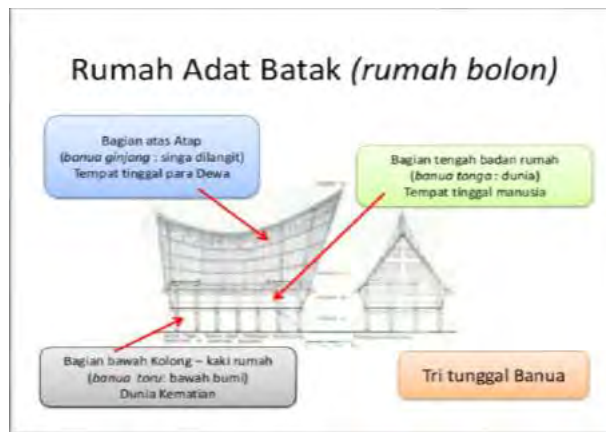 Rumah Adat Batak (rumah bolon)
Bagian atas Atap
(banua ginjang : singa dilangit)
Tempat tinggal para Dewa
Bagian tengah badan rumah
(banua tonga : dunia)
Tempat tinggal manusia
Bagian bawah Kolong – kaki rumah
(banua toru: bawah bumi)
Dunia Kematian
Tri tunggal Banua